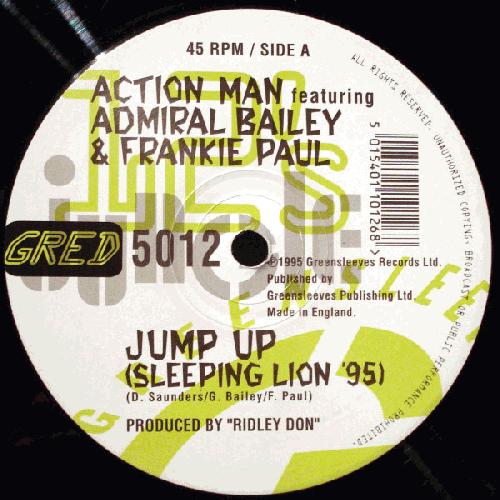 45 RPM / SIDE A
ACTION MAN featuring
ADMIRAL BAILEY
& FRANKIE PAUL
5 015401 101268 >
GRED 5012
℗1995 Greensleeves Records Ltd.
Published by
Greensleeves Publishing Ltd.
Made in England.
JUMP UP
(SLEEPING LION '95)
(D. Saunders/G. Bailey/F. Paul)
PRODUCED BY "RIDLEY DON"
ALL RIGHTS RESERVED. UNAUTHORIZED COPYING, BROADCAST OR PUBLIC PERFORMANCE PROHIBITED.